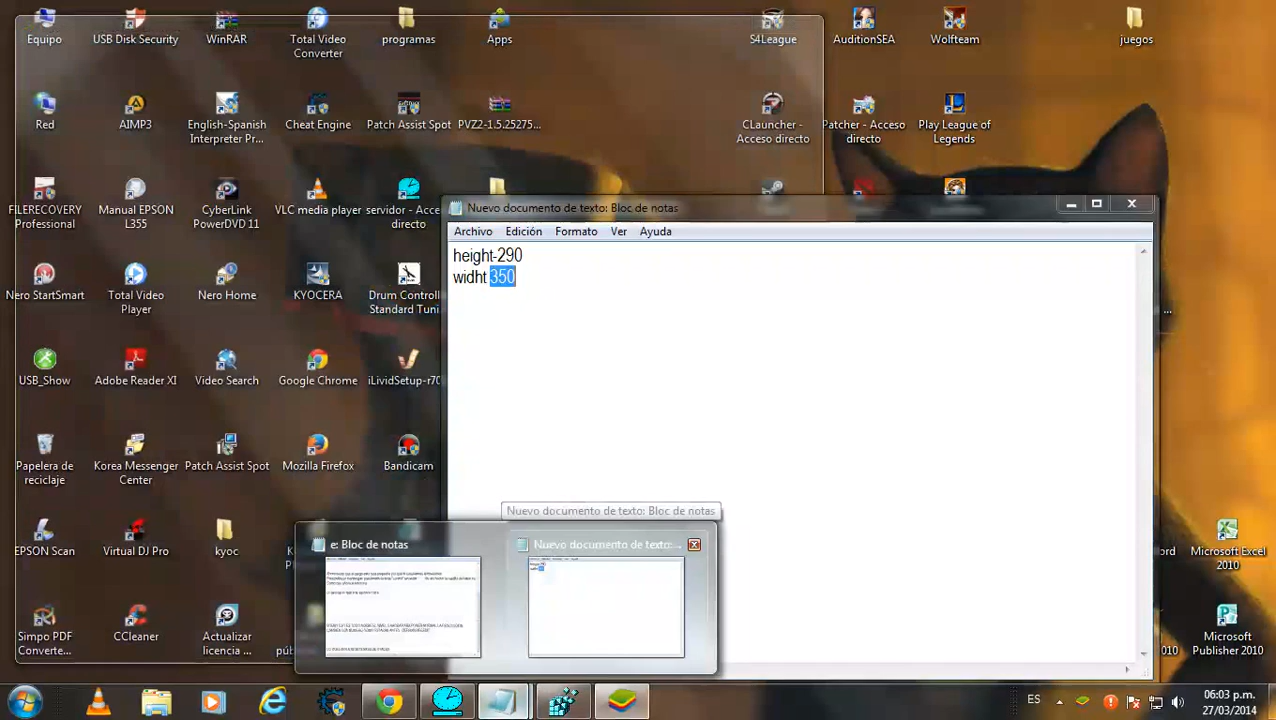 Equipo
USB Disk Security
WinRAR
Total Video
Converter
programas
Apps
S4League
AuditionSEA
Wolfteam
juegos
Red
AIMP3
English-Spanish
Interpreter Pr...
Cheat Engine
Patch Assist Spot
PVZ2-1.5.25275...
CLauncher -
Acceso directo
Patcher - Acceso
directo
Play League of
Legends
FILERECOVERY
Professional
Manual EPSON
L355
CyberLink
PowerDVD 11
VLC media player
servidor - Acce
directo
Nuevo documento de texto: Bloc de notas
Archivo Edición Formato Ver Ayuda
height-290
widht 350
Nero StartSmart
Total Video
Player
Nero Home
KYOCERA
Drum Controll
Standard Tuni
...
USB_Show
Adobe Reader XI
Video Search
Google Chrome
iLividSetup-r70
Papelera de
reciclaje
Korea Messenger
Center
Patch Assist Spot
Mozilla Firefox
Bandicam
Nuevo documento de texto: Bloc de notas
e: Bloc de notas
Nuevo documento de texto: ...
EPSON Scan
Virtual DJ Pro
kyoc
ord
2010
Microsoft Excel
2010
Simpo PDF
Converte...
CCleaner
Actualizar
licencia ...
púb
2010
Microsoft
Publisher 2010
ES
06:03 p.m.
27/03/2014